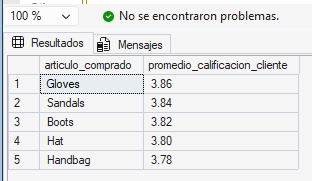 100 %
No se encontraron problemas.
Resultados Mensajes
articulo_comprado promedio_calificacion_cliente
1 Gloves 3.86
2 Sandals 3.84
3 Boots 3.82
4 Hat 3.80
5 Handbag 3.78